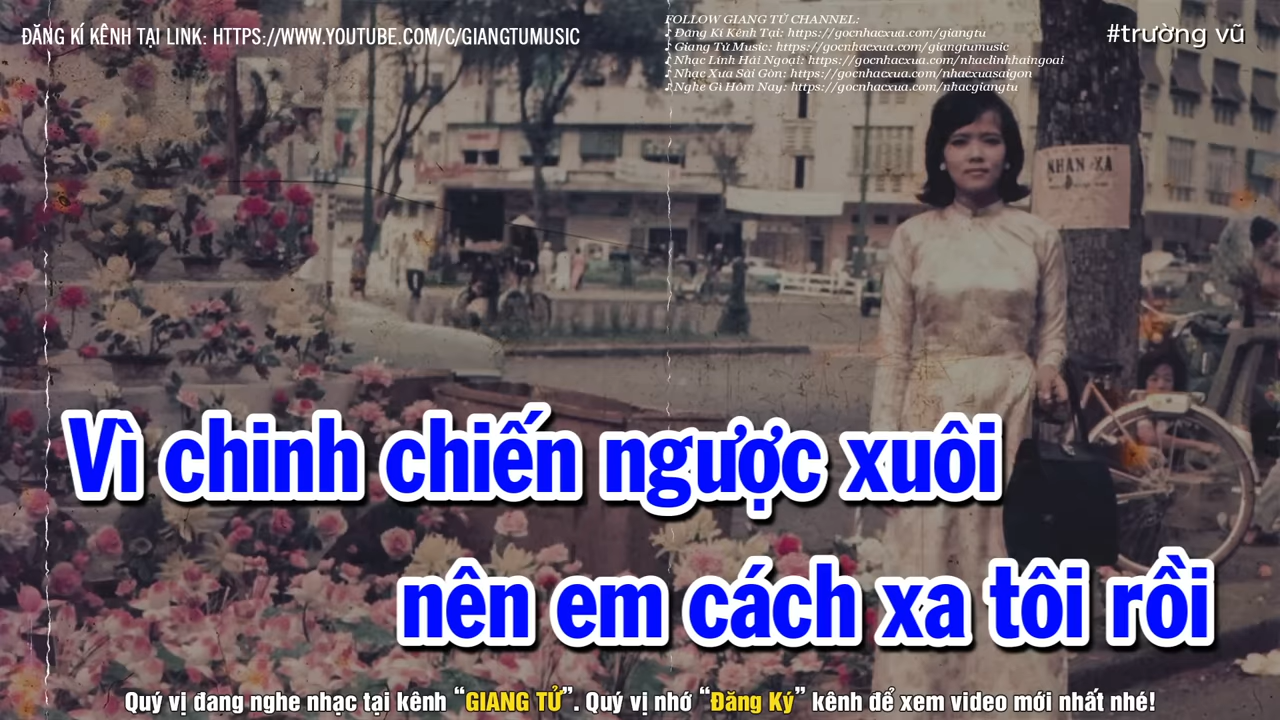 ĐĂNG KÍ KÊNH TẠI LINK: HTTPS://WWW.YOUTUBE.COM/C/GIANGTUMUSIC
FOLLOW GIANG TỬ CHANNEL:
♪ Đăng Kí Kênh Tại: https://gocnhacxua.com/giangtu
♪ Giang Tử Music: https://gocnhacxua.com/giangtumusic
♪ Nhạc Lính Hải Ngoại: https://gocnhacxua.com/nhaclinhhaingoai
♪ Nhạc Xưa Sài Gòn: https://gocnhacxua.com/nhacxuasaigon
♪ Nghe Gì Hôm Nay: https://gocnhacxua.com/nhacgiangtu
#trường vũ
Vì chinh chiến ngược xuôi
nên em cách xa tôi rồi
Quý vị đang nghe nhạc tại kênh “GIANG TỬ”. Quý vị nhớ “Đăng Ký” kênh để xem video mới nhất nhé!